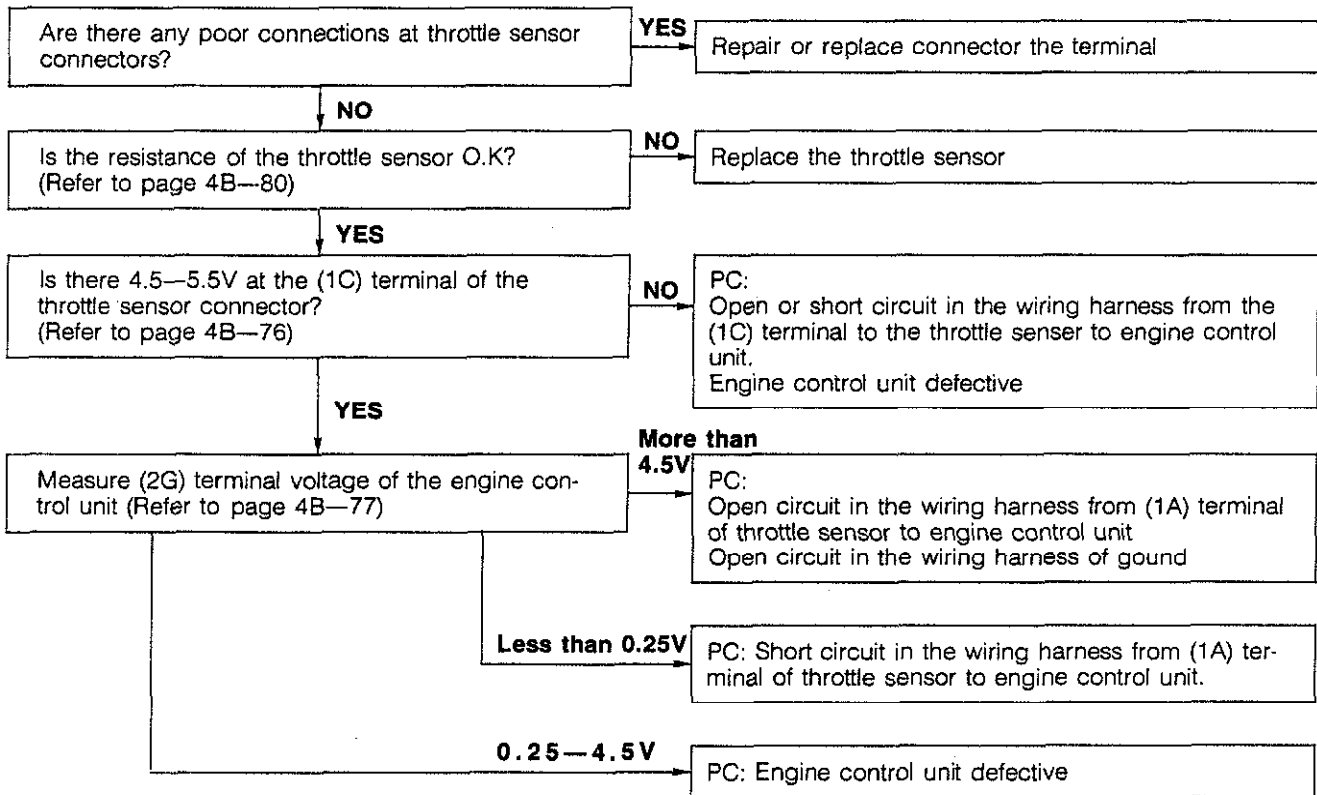 Are there any poor connections at throttle sensor
connectors?
YES
Repair or replace connector the terminal
NO
Is the resistance of the throttle sensor O.K?
(Refer to page 4B—80)
NO
Replace the throttle sensor
YES
Is there 4.5—5.5V at the (1C) terminal of the
throttle sensor connector?
(Refer to page 4B—76)
NO
PC:
Open or short circuit in the wiring harness from the
(1C) terminal to the throttle senser to engine control
unit.
Engine control unit defective
YES
Measure (2G) terminal voltage of the engine con-
trol unit (Refer to page 4B—77)
More than
4.5V
PC:
Open circuit in the wiring harness from (1A) terminal
of throttle sensor to engine control unit
Open circuit in the wiring harness of gound
Less than 0.25V
PC: Short circuit in the wiring harness from (1A) ter-
minal of throttle sensor to engine control unit.
0.25—4.5V
PC: Engine control unit defective